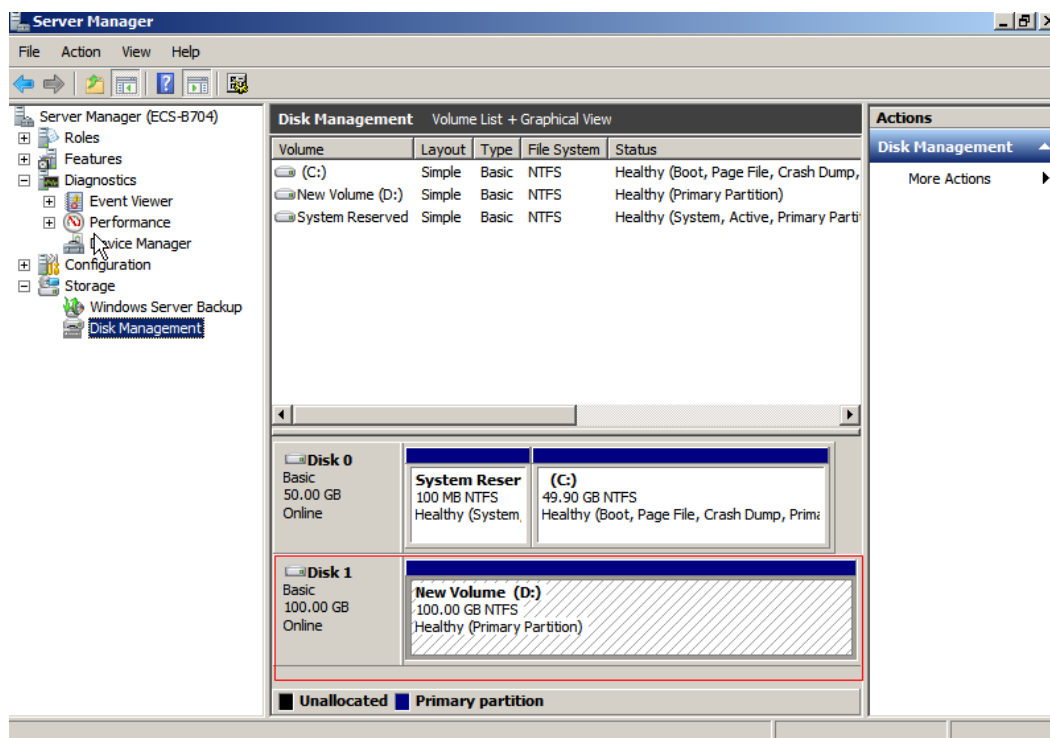 Server Manager
File Action View Help
Server Manager (ECS-B704)
Roles
Features
Diagnostics
Event Viewer
Performance
Device Manager
Configuration
Storage
Windows Server Backup
Disk Management
Disk Management Volume List + Graphical View
Volume Layout Type File System Status
(C:) Simple Basic NTFS Healthy (Boot, Page File, Crash Dump,
New Volume (D:) Simple Basic NTFS Healthy (Primary Partition)
System Reserved Simple Basic NTFS Healthy (System, Active, Primary Parti
Disk 0
Basic
50.00 GB
Online
System Reser
100 MB NTFS
Healthy (System,
(C:)
49.90 GB NTFS
Healthy (Boot, Page File, Crash Dump, Prima
Disk 1
Basic
100.00 GB
Online
New Volume (D:)
100.00 GB NTFS
Healthy (Primary Partition)
Unallocated Primary partition
Actions
Disk Management
More Actions